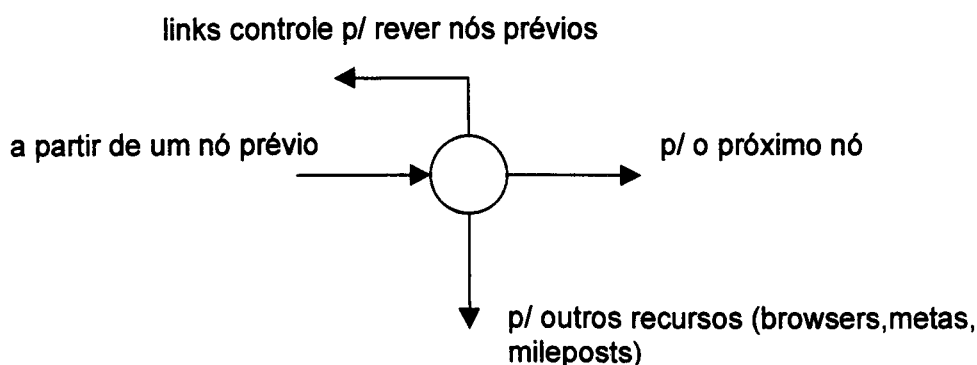 links controle p/ rever nós prévios
a partir de um nó prévio
p/ o próximo nó
p/ outros recursos (browsers,metas,
mileposts)